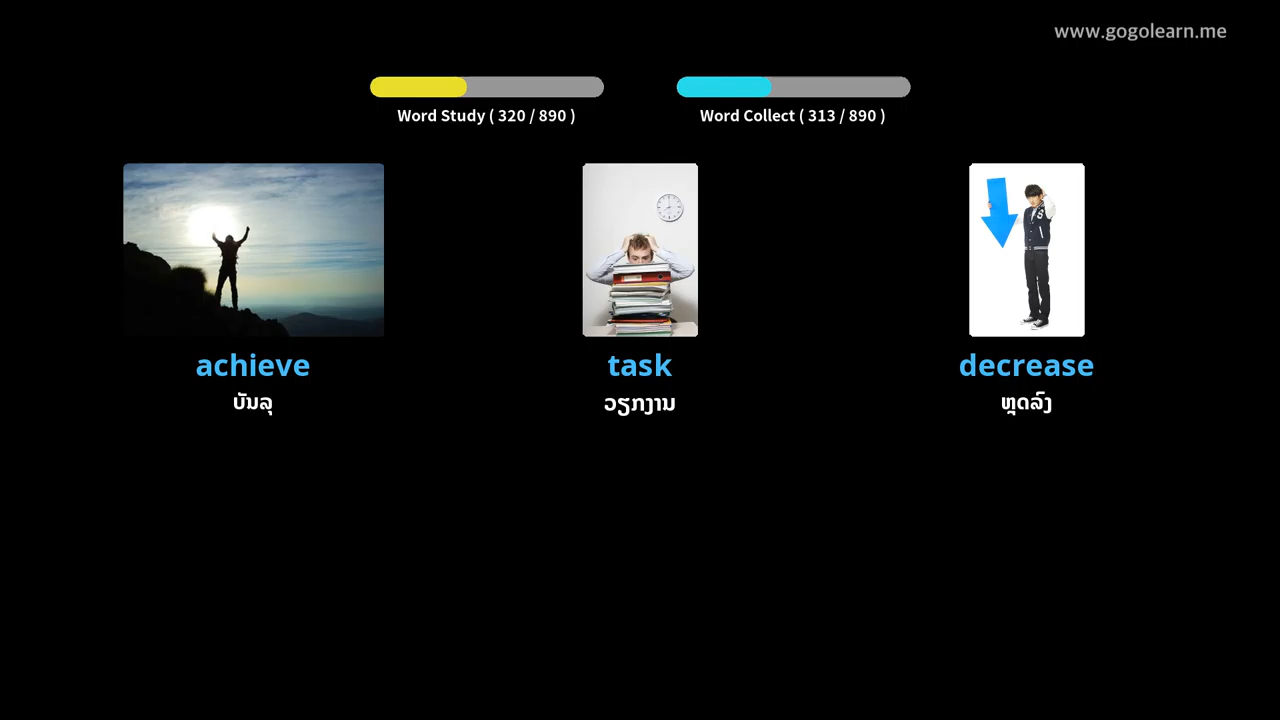 www.gogolearn.me
Word Study ( 320 / 890 )
Word Collect ( 313 / 890 )
achieve
ບັນລຸ
task
ວຽກງານ
decrease
ຫຼຸດລົງ